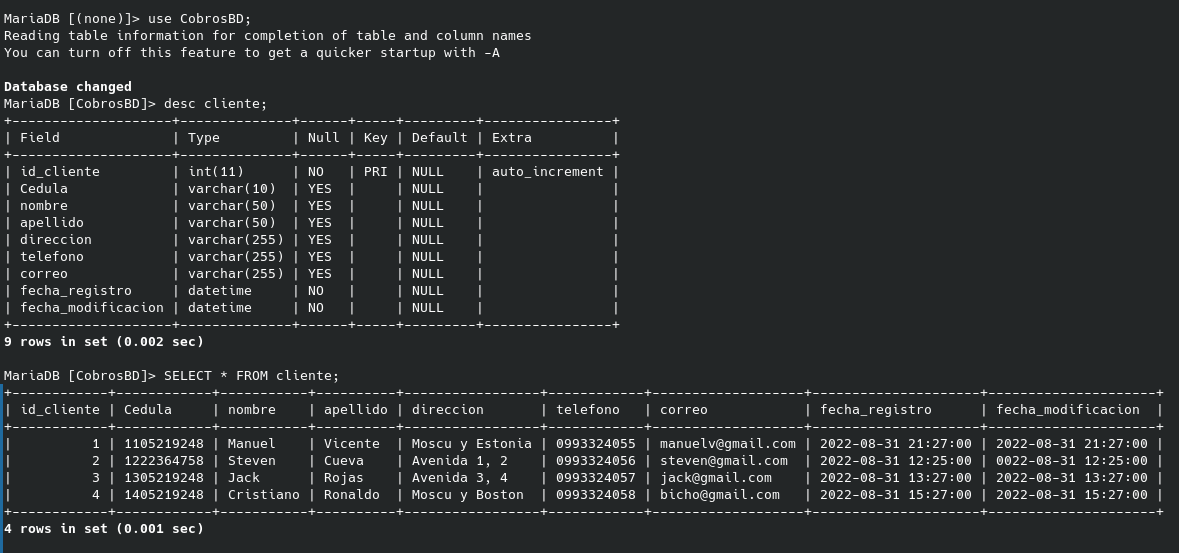 MariaDB [(none)]> use CobrosBD;
Reading table information for completion of table and column names
You can turn off this feature to get a quicker startup with -A

Database changed
MariaDB [CobrosBD]> desc cliente;
+--------------------+--------------+------+-----+---------+----------------+
| Field              | Type         | Null | Key | Default | Extra          |
+--------------------+--------------+------+-----+---------+----------------+
| id_cliente         | int(11)      | NO   | PRI | NULL    | auto_increment |
| Cedula             | varchar(10)  | YES  |     | NULL    |                |
| nombre             | varchar(50)  | YES  |     | NULL    |                |
| apellido           | varchar(50)  | YES  |     | NULL    |                |
| direccion          | varchar(255) | YES  |     | NULL    |                |
| telefono           | varchar(255) | YES  |     | NULL    |                |
| correo             | varchar(255) | YES  |     | NULL    |                |
| fecha_registro     | datetime     | NO   |     | NULL    |                |
| fecha_modificacion | datetime     | NO   |     | NULL    |                |
+--------------------+--------------+------+-----+---------+----------------+
9 rows in set (0.002 sec)

MariaDB [CobrosBD]> SELECT * FROM cliente;
+------------+------------+-----------+----------+-----------------+------------+-------------------+---------------------+---------------------+
| id_cliente | Cedula     | nombre    | apellido | direccion       | telefono   | correo            | fecha_registro      | fecha_modificacion  |
+------------+------------+-----------+----------+-----------------+------------+-------------------+---------------------+---------------------+
|          1 | 1105219248 | Manuel    | Vicente  | Moscu y Estonia | 0993324055 | manuelv@gmail.com | 2022-08-31 21:27:00 | 2022-08-31 21:27:00 |
|          2 | 1222364758 | Steven    | Cueva    | Avenida 1, 2    | 0993324056 | steven@gmail.com  | 2022-08-31 12:25:00 | 0022-08-31 12:25:00 |
|          3 | 1305219248 | Jack      | Rojas    | Avenida 3, 4    | 0993324057 | jack@gmail.com    | 2022-08-31 13:27:00 | 2022-08-31 13:27:00 |
|          4 | 1405219248 | Cristiano | Ronaldo  | Moscu y Boston  | 0993324058 | bicho@gmail.com   | 2022-08-31 15:27:00 | 2022-08-31 15:27:00 |
+------------+------------+-----------+----------+-----------------+------------+-------------------+---------------------+---------------------+
4 rows in set (0.001 sec)